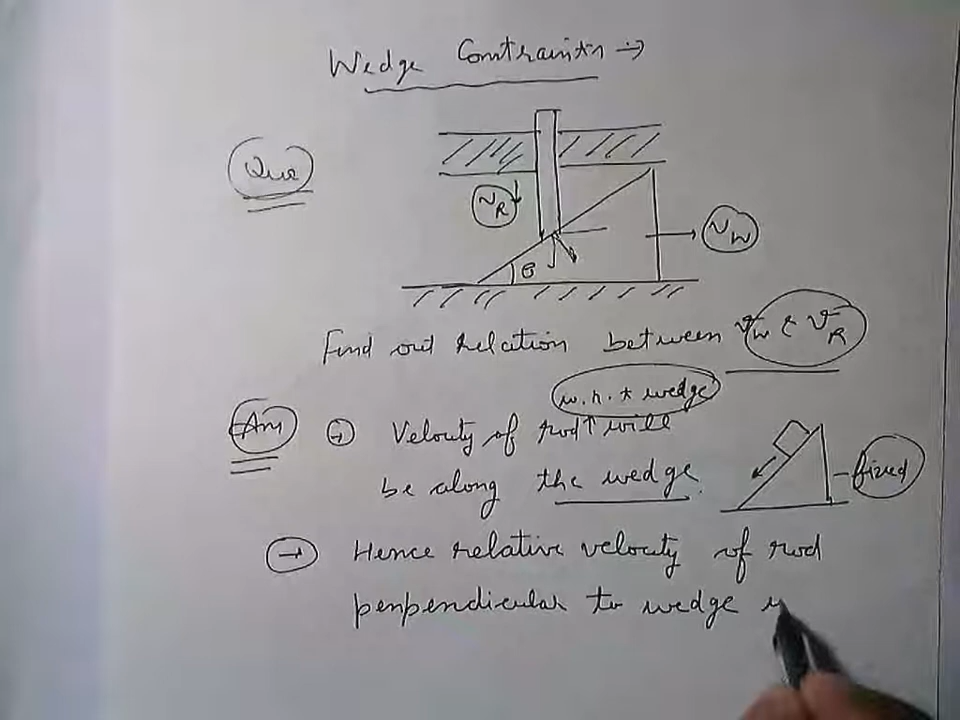 Wedge Constraints →
Que
v_R
v_W
θ
Find out relation between v_W & v_R
w.r.t wedge
Ans → Velocity of rod ↑ will
be along the wedge.
fixed
→ Hence relative velocity of rod
perpendicular to wedge